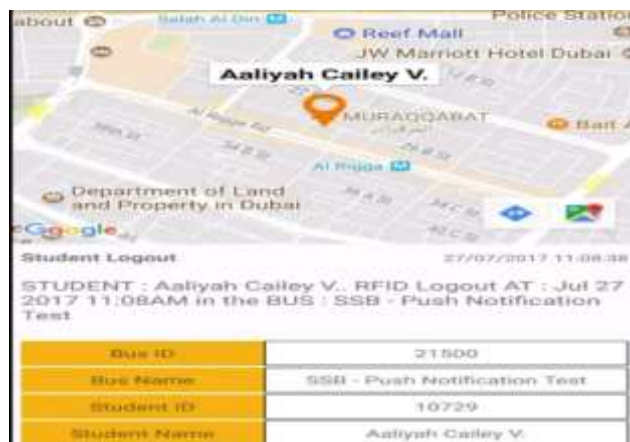 about
Salah Al Din
Police Station
Reef Mall
JW Marriott Hotel Dubai
Aaliyah Cailey V.
MURAQQABAT
Al Rigga Rd
Al Rigga
Department of Land
and Property in Dubai
Google
Student Logout 27/07/2017 11:08:38
STUDENT : Aaliyah Cailey V.. RFID Logout AT : Jul 27
2017 11:08AM in the BUS : SSB - Push Notification
Test
Bus ID 21500
Bus Name SSB - Push Notification Test
Student ID 10729
Student Name Aaliyah Cailey V.